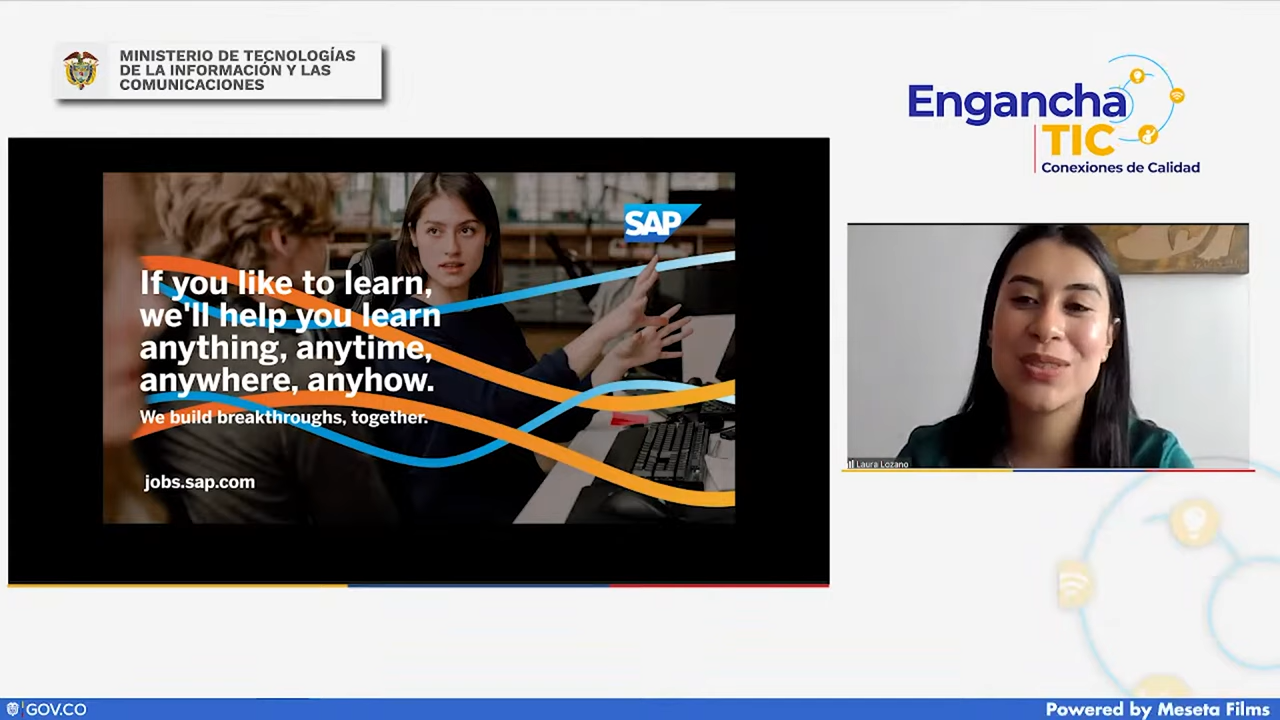 MINISTERIO DE TECNOLOGÍAS
DE LA INFORMACIÓN Y LAS
COMUNICACIONES
Engancha
TIC
Conexiones de Calidad
SAP
If you like to learn,
we'll help you learn
anything, anytime,
anywhere, anyhow.
We build breakthroughs, together.
jobs.sap.com
Laura Lozano
GOV.CO
Powered by Meseta Films